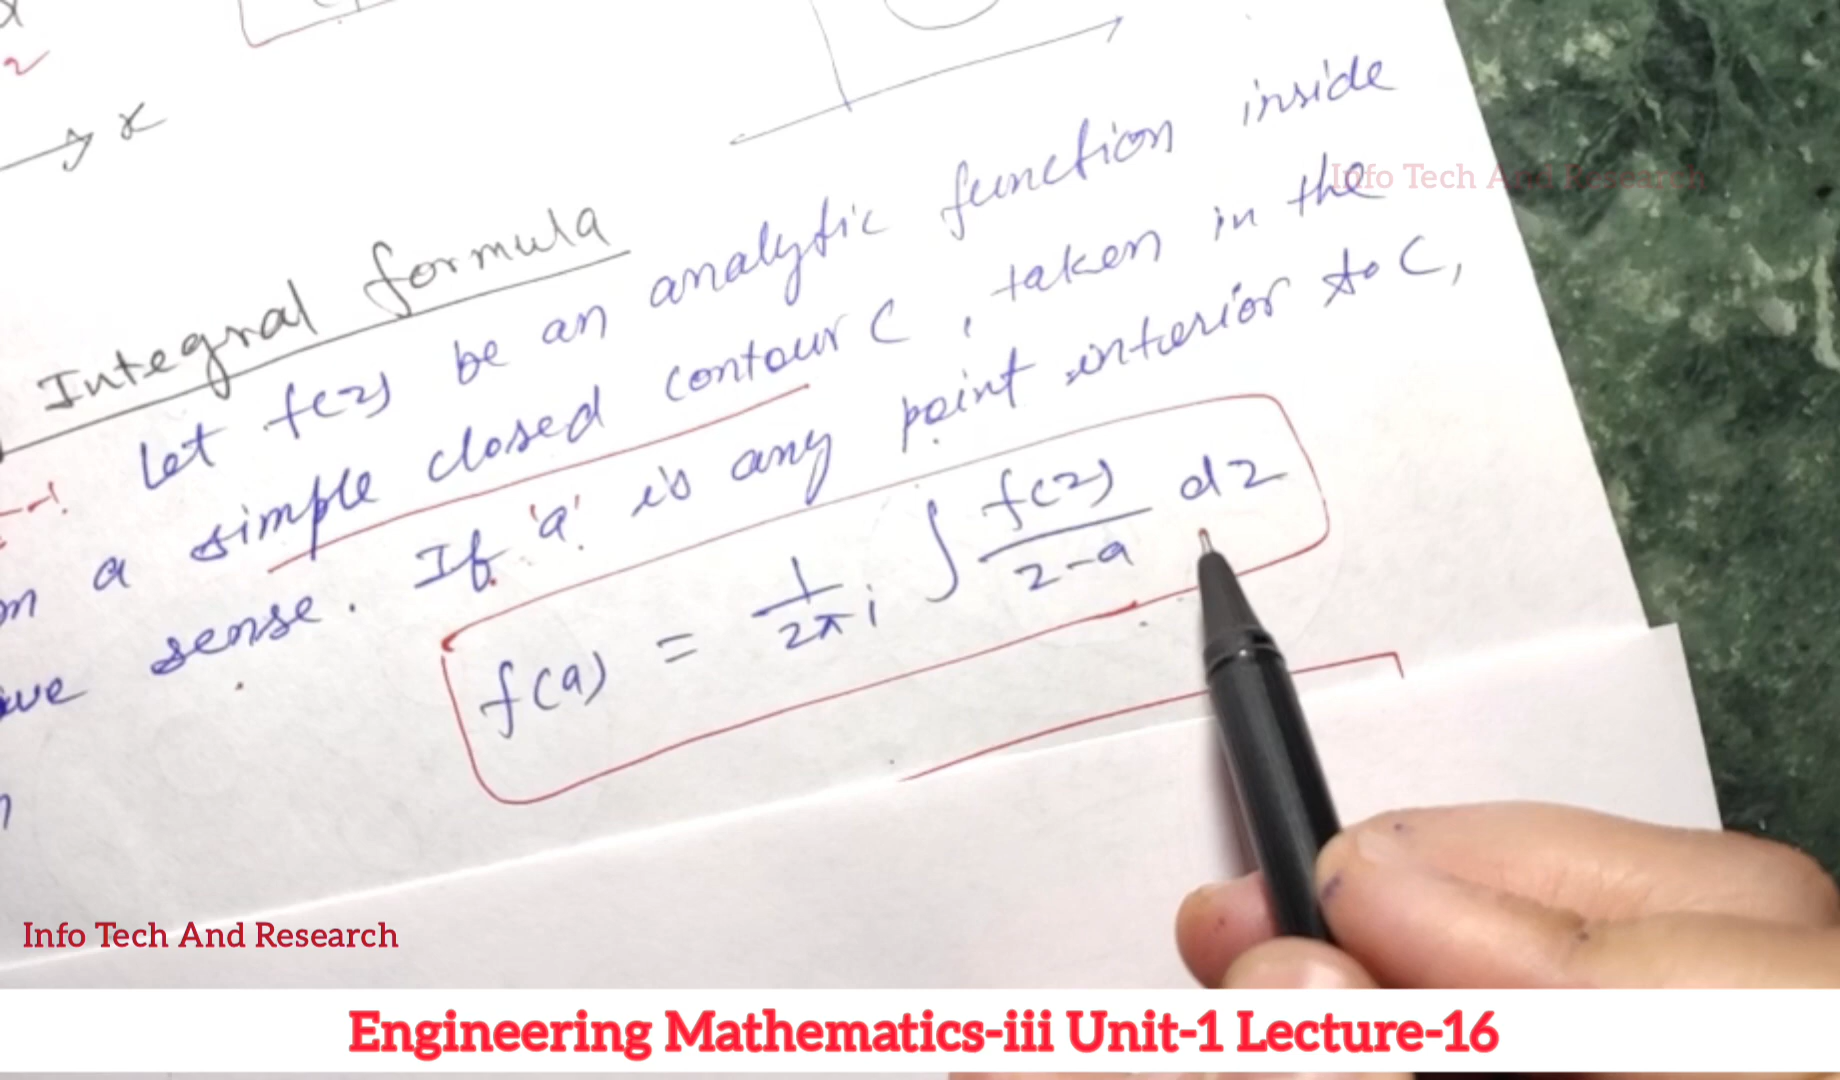 x
Integral formula
Let f(z) be an analytic function inside
a simple closed contour C, taken in the
sense. If 'a' is any point interior to C,
f(a) = 1/2πi ∫ f(z)/z-a dz
Info Tech And Research
Info Tech And Research
Engineering Mathematics-iii Unit-1 Lecture-16